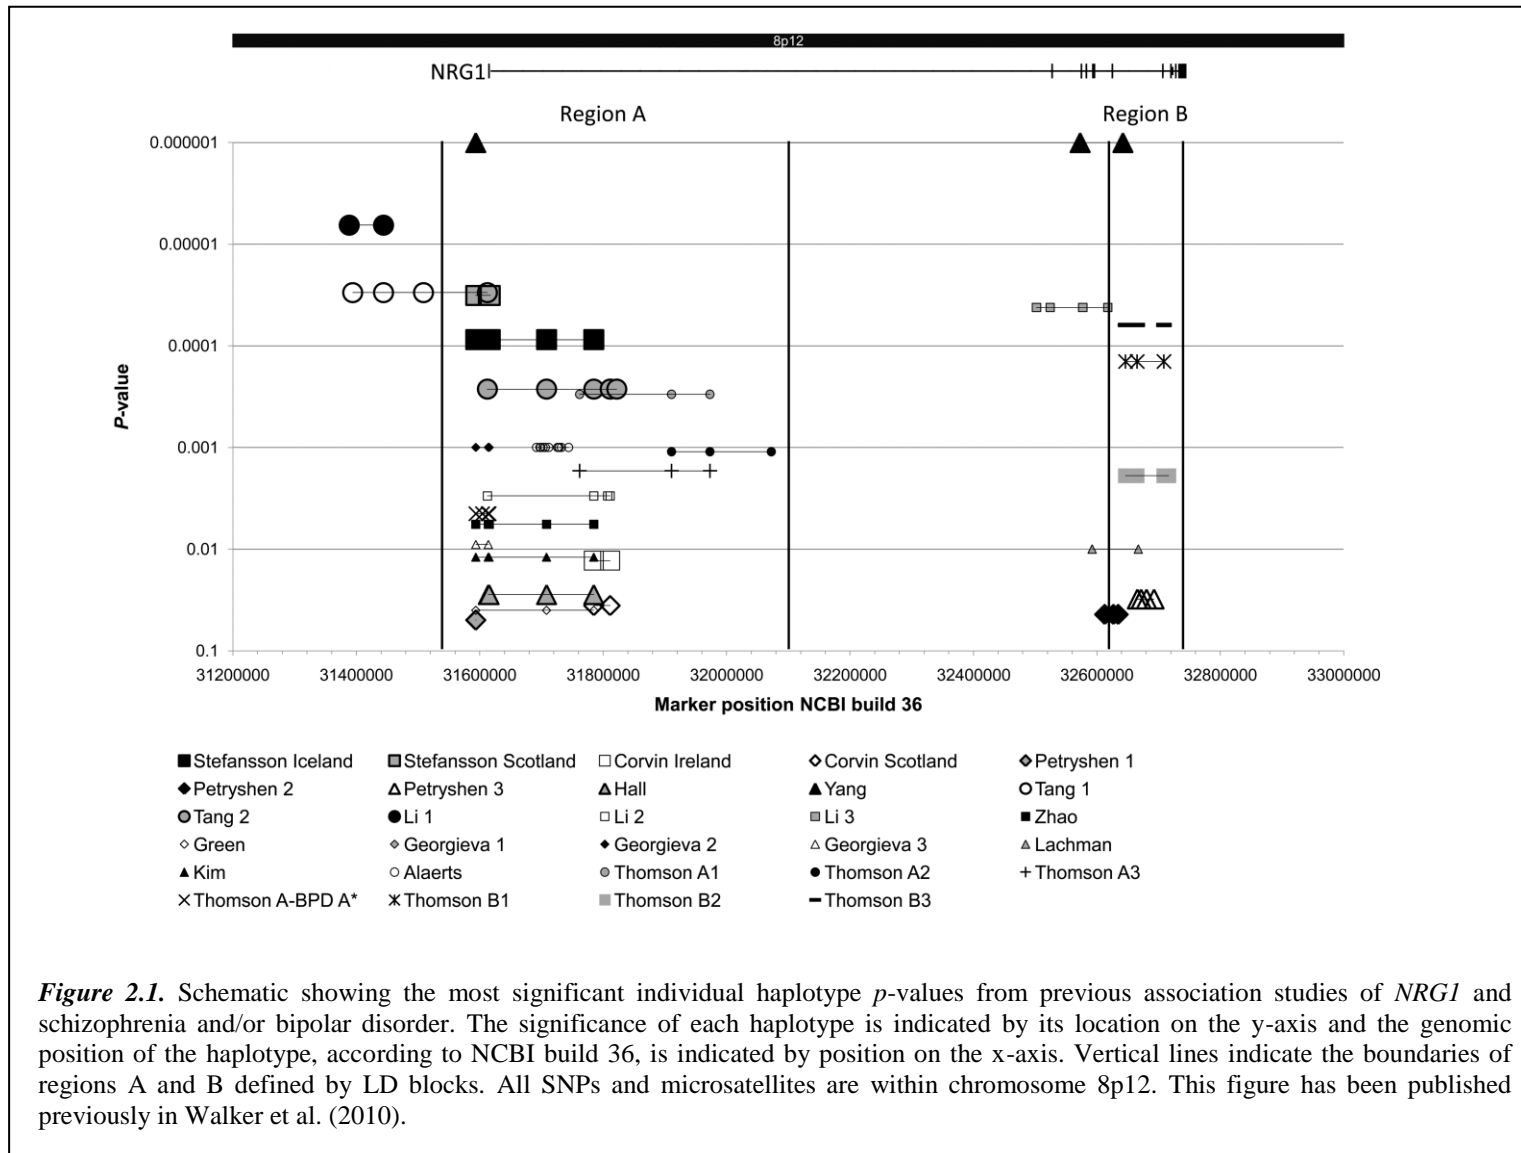 8p12
NRG1
Region A
Region B
0.000001
0.00001
0.0001
0.001
0.01
0.1
P-value
31200000 31400000 31600000 31800000 32000000 32200000 32400000 32600000 32800000 33000000
Marker position NCBI build 36
Stefansson Iceland Stefansson Scotland Corvin Ireland Corvin Scotland Petryshen 1
Petryshen 2 Petryshen 3 Hall Yang Tang 1
Tang 2 Li 1 Li 2 Li 3 Zhao
Green Georgieva 1 Georgieva 2 Georgieva 3 Lachman
Kim Alaerts Thomson A1 Thomson A2 Thomson A3
Thomson A-BPD A* Thomson B1 Thomson B2 Thomson B3
Figure 2.1. Schematic showing the most significant individual haplotype p-values from previous association studies of NRG1 and
schizophrenia and/or bipolar disorder. The significance of each haplotype is indicated by its location on the y-axis and the genomic
position of the haplotype, according to NCBI build 36, is indicated by position on the x-axis. Vertical lines indicate the boundaries of
regions A and B defined by LD blocks. All SNPs and microsatellites are within chromosome 8p12. This figure has been published
previously in Walker et al. (2010).